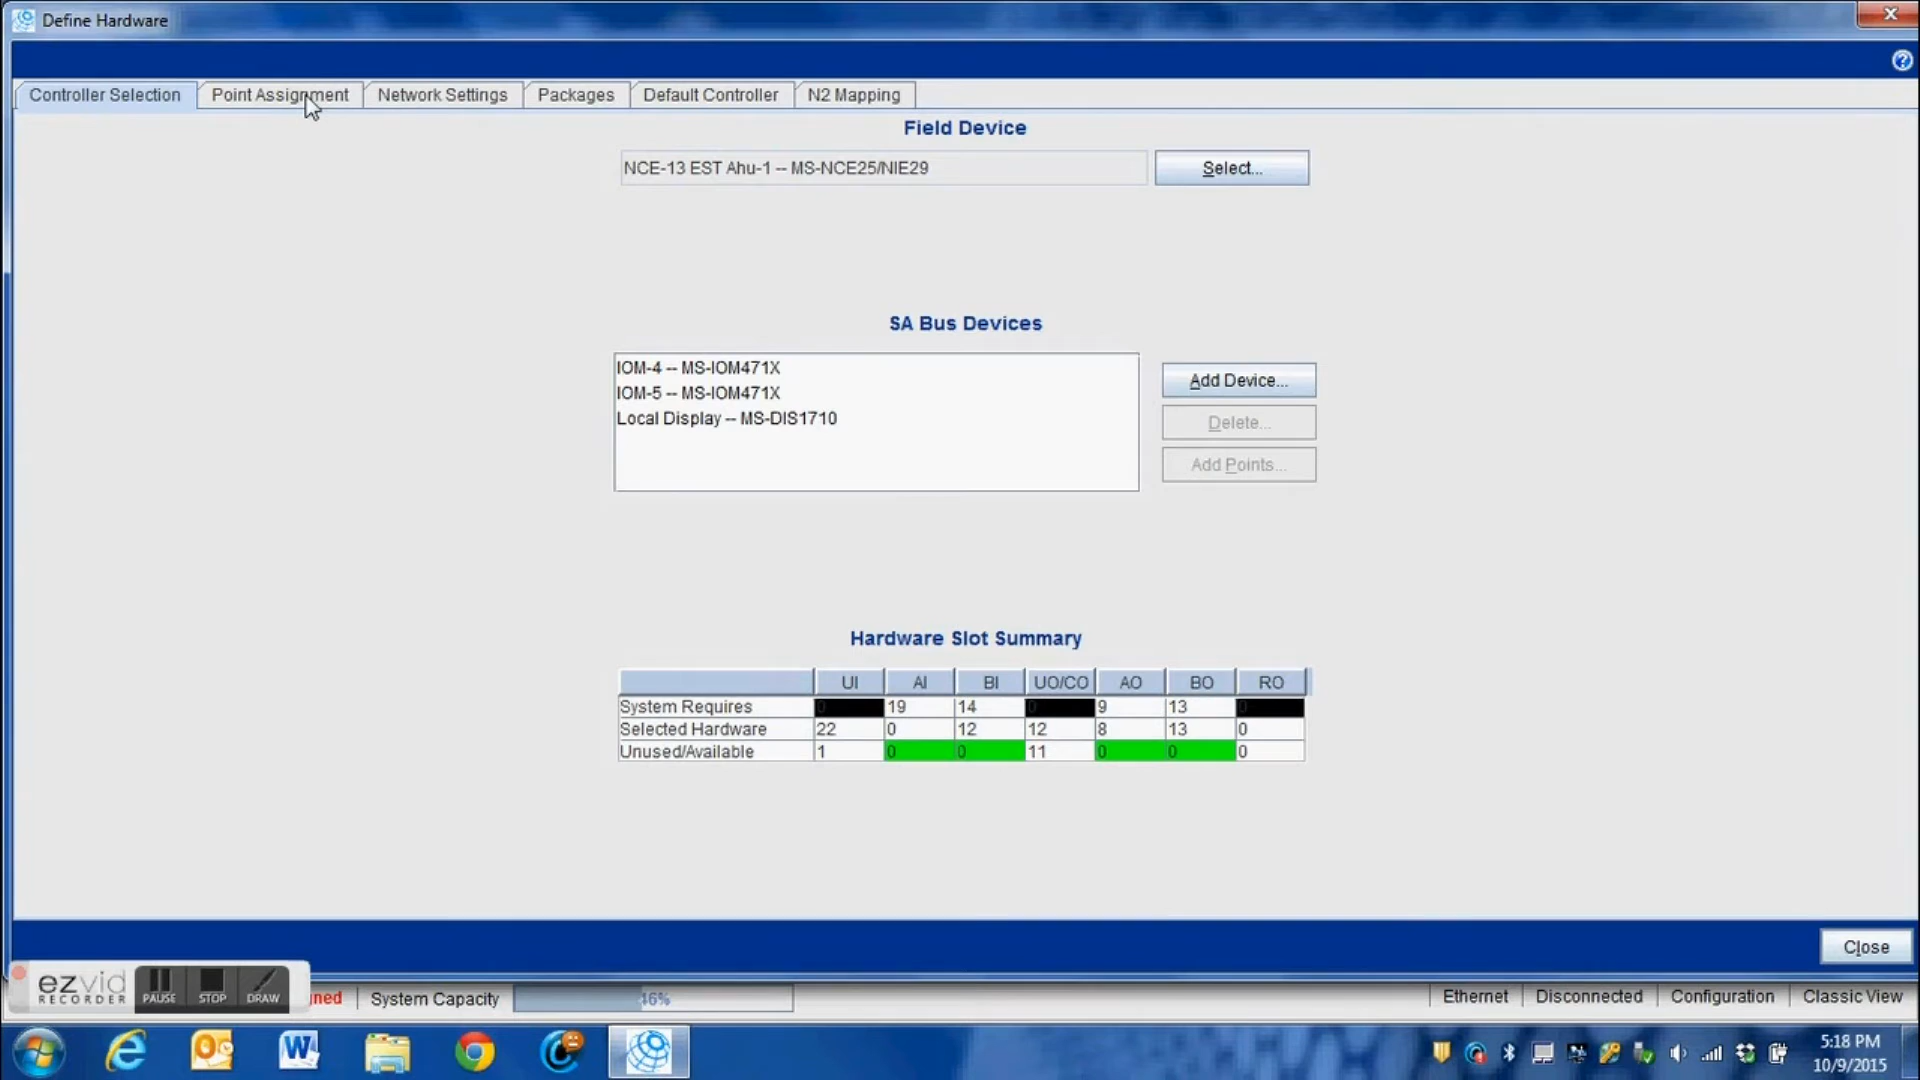 Define Hardware
Controller Selection Point Assignment Network Settings Packages Default Controller N2 Mapping
Field Device
NCE-13 EST Ahu-1 -- MS-NCE25/NIE29 Select...
SA Bus Devices
IOM-4 -- MS-IOM471X
IOM-5 -- MS-IOM471X
Local Display -- MS-DIS1710
Add Device...
Delete...
Add Points...
Hardware Slot Summary
UI AI BI UO/CO AO BO RO
System Requires 0 19 14 0 9 13 0
Selected Hardware 22 0 12 12 8 13 0
Unused/Available 1 0 0 11 0 0 0
Close
ezvid
RECORDER
PAUSE STOP DRAW
ned System Capacity 46% Ethernet Disconnected Configuration Classic View
5:18 PM
10/9/2015